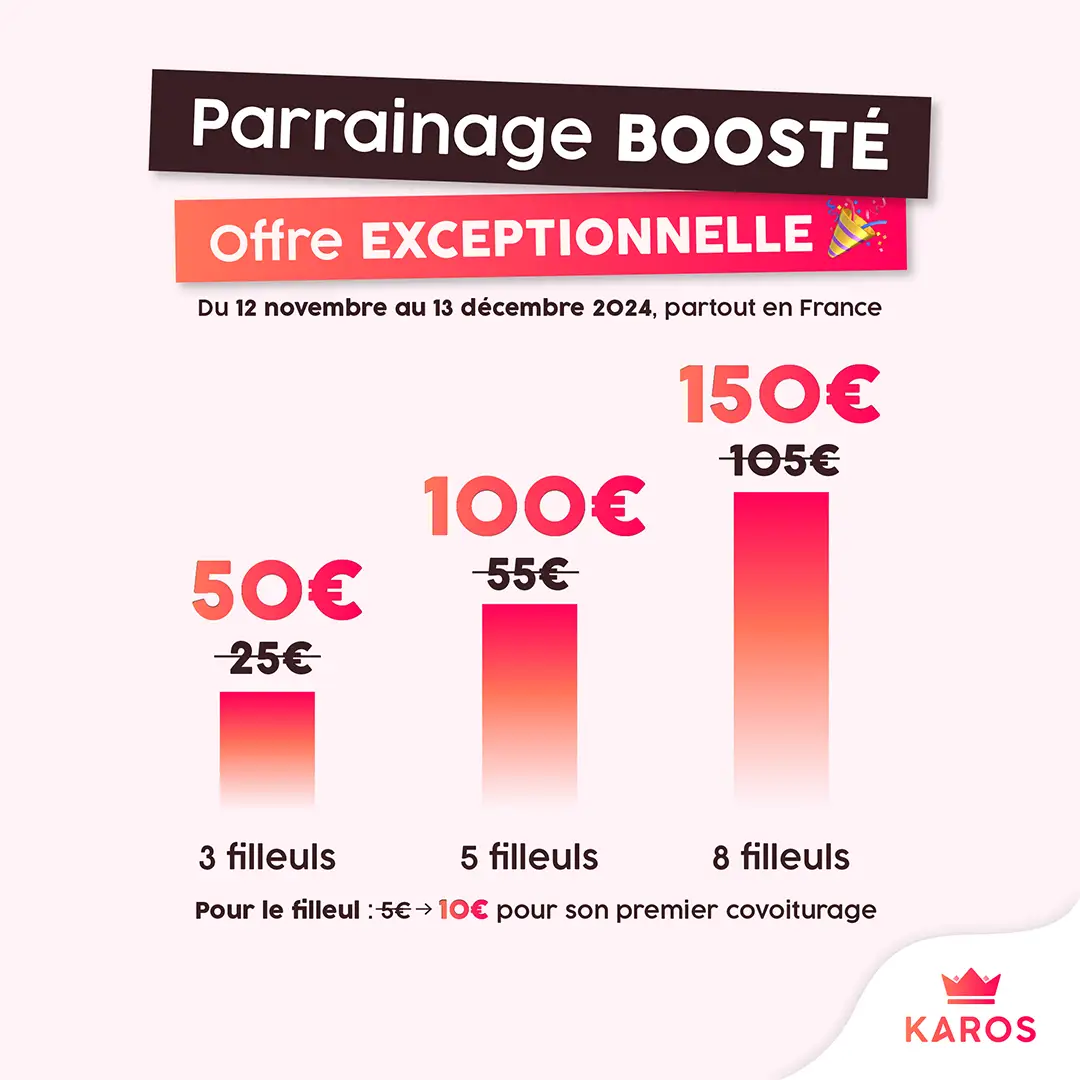 Parrainage BOOSTÉ
Offre EXCEPTIONNELLE
Du 12 novembre au 13 décembre 2024, partout en France
150€
105€
100€
55€
50€
25€
3 filleuls 5 filleuls 8 filleuls
Pour le filleul : 5€ → 10€ pour son premier covoiturage
KAROS